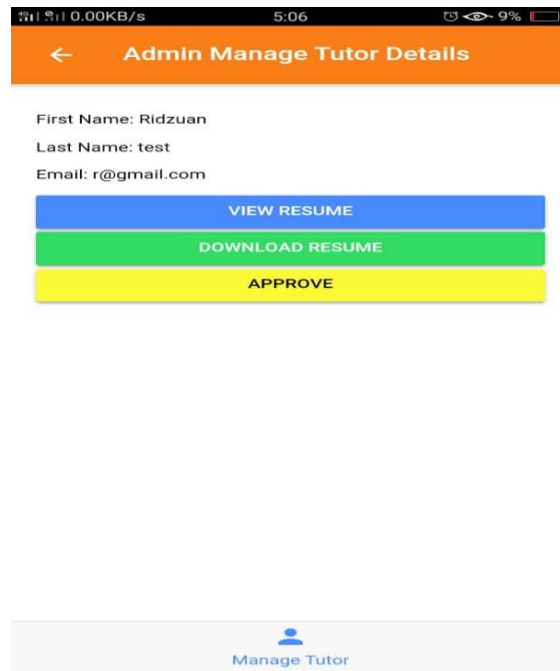 4G 0.00KB/s 5:06 9%
Admin Manage Tutor Details
First Name: Ridzuan
Last Name: test
Email: r@gmail.com
VIEW RESUME
DOWNLOAD RESUME
APPROVE
Manage Tutor